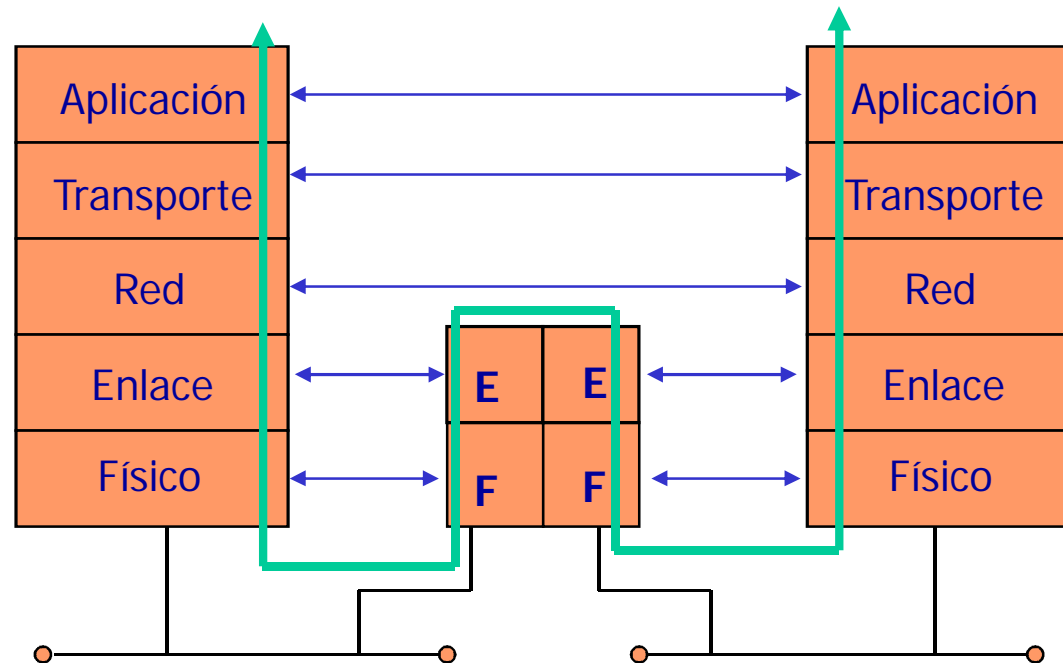 Aplicación
Transporte
Red
Enlace
Físico
E E
F F
Aplicación
Transporte
Red
Enlace
Físico